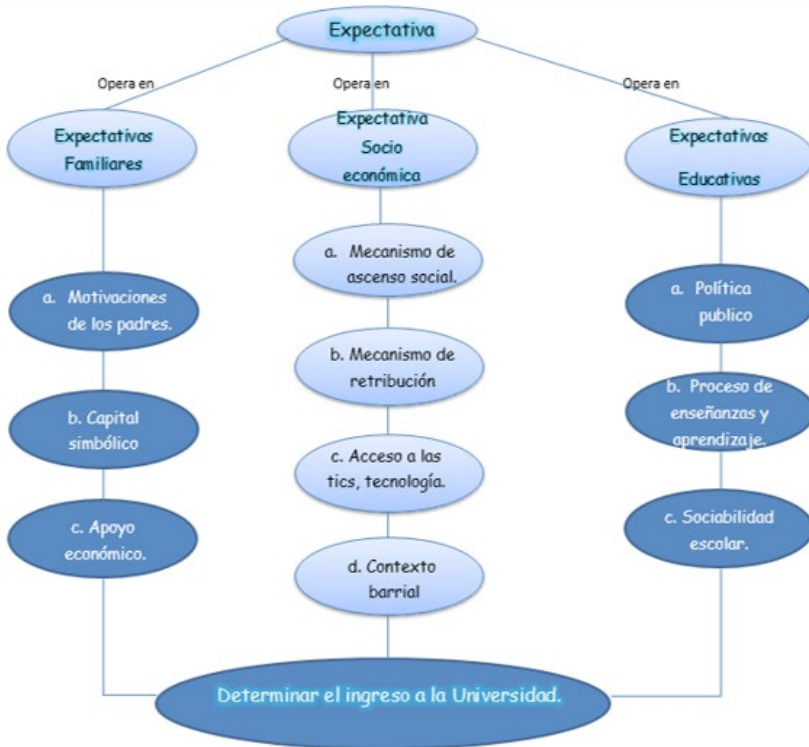 Expectativa
Opera en
Opera en
Opera en
Expectativas
Familiares
Expectativa
Socio
económica
Expectativas
Educativas
a. Motivaciones
de los padres.
b. Capital
simbólico
c. Apoyo
económico.
a. Mecanismo de
ascenso social.
b. Mecanismo de
retribución
c. Acceso a las
tics, tecnología.
d. Contexto
barrial
a. Política
publico
b. Proceso de
enseñanzas y
aprendizaje.
c. Sociabilidad
escolar.
Determinar el ingreso a la Universidad.